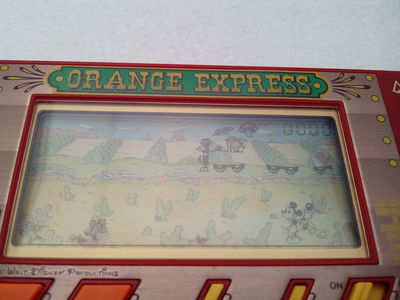 ORANGE EXPRESS
© WALT DISNEY PRODUCTIONS
ON